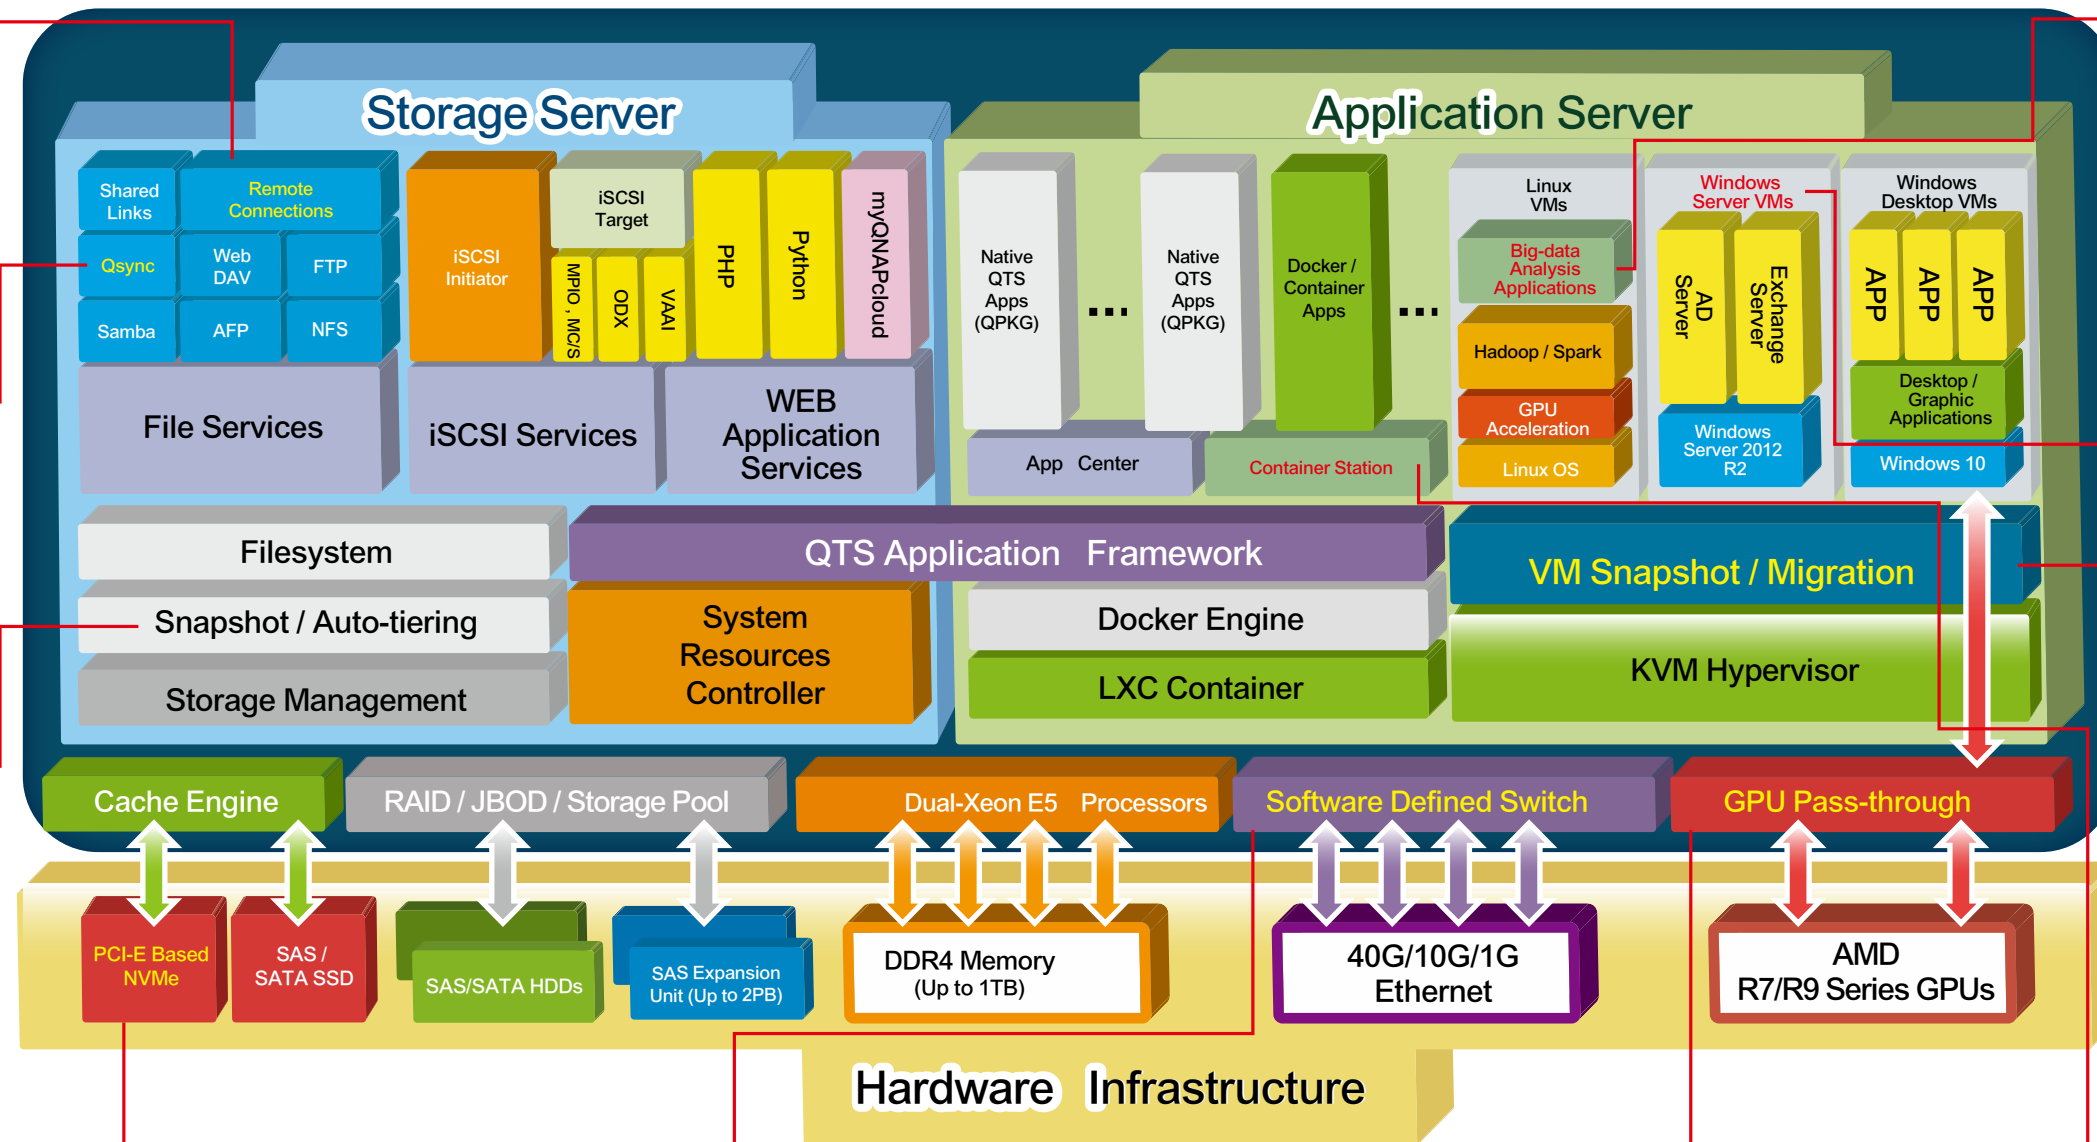 Storage Server
Application Server
Shared
Links
Remote
Connections
Qsync
Web
DAV
FTP
Samba
AFP
NFS
File Services
iSCSI
Initiator
iSCSI
Target
MPIO , MC/S
ODX
VAAI
iSCSI Services
PHP
Python
myQNAPcloud
WEB
Application
Services
Native
QTS
Apps
(QPKG)
...
Native
QTS
Apps
(QPKG)
Docker /
Container
Apps
...
App Center
Container Station
Linux
VMs
Big-data
Analysis
Applications
Hadoop / Spark
GPU
Acceleration
Linux OS
Windows
Server VMs
AD
Server
Exchange
Server
Windows
Server 2012
R2
Windows
Desktop VMs
APP
APP
APP
Desktop /
Graphic
Applications
Windows 10
Filesystem
Snapshot / Auto-tiering
Storage Management
QTS Application Framework
System
Resources
Controller
Docker Engine
LXC Container
VM Snapshot / Migration
KVM Hypervisor
Cache Engine
RAID / JBOD / Storage Pool
Dual-Xeon E5 Processors
Software Defined Switch
GPU Pass-through
PCI-E Based
NVMe
SAS /
SATA SSD
SAS/SATA HDDs
SAS Expansion
Unit (Up to 2PB)
DDR4 Memory
(Up to 1TB)
40G/10G/1G
Ethernet
AMD
R7/R9 Series GPUs
Hardware Infrastructure